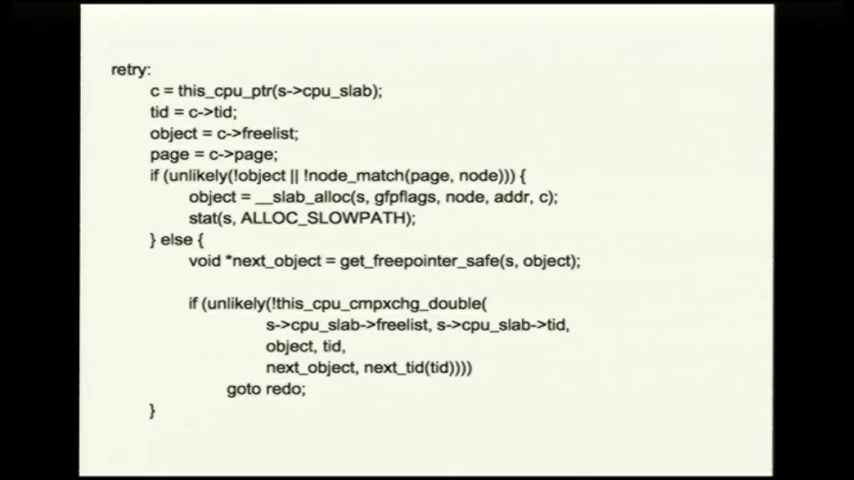 retry:
c = this_cpu_ptr(s->cpu_slab);
tid = c->tid;
object = c->freelist;
page = c->page;
if (unlikely(!object || !node_match(page, node))) {
object = __slab_alloc(s, gfpflags, node, addr, c);
stat(s, ALLOC_SLOWPATH);
} else {
void *next_object = get_freepointer_safe(s, object);
if (unlikely(!this_cpu_cmpxchg_double(
s->cpu_slab->freelist, s->cpu_slab->tid,
object, tid,
next_object, next_tid(tid))))
goto redo;
}